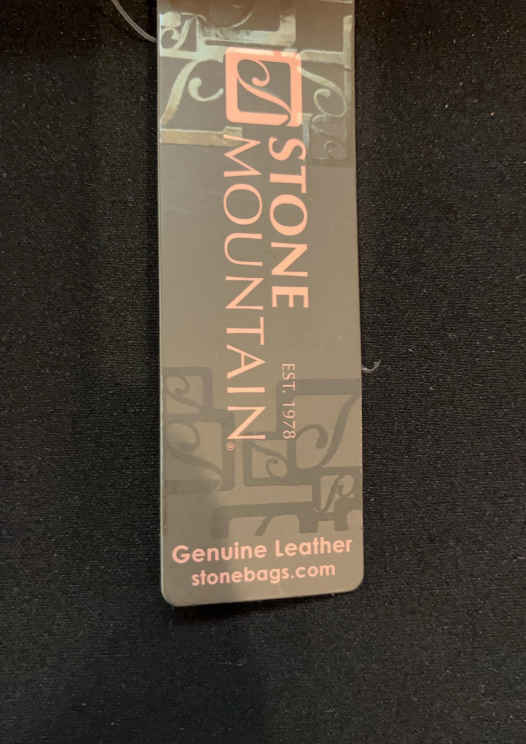 STONE
MOUNTAIN®
EST. 1978
Genuine Leather
stonebags.com